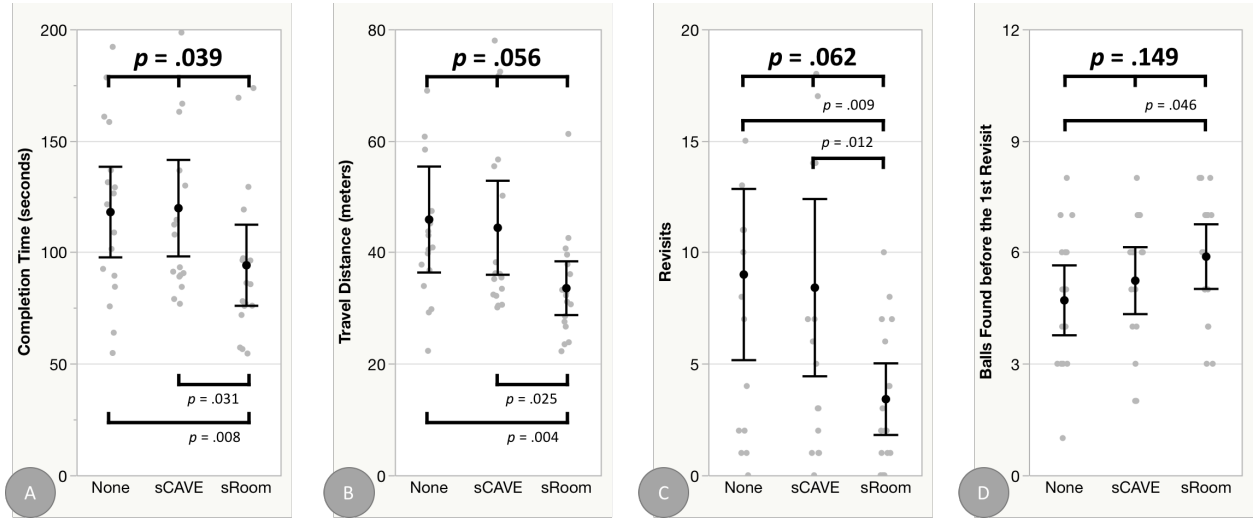 Completion Time (seconds)
200
150
100
50
0
p = .039
p = .031
p = .008
None sCAVE sRoom
A
Travel Distance (meters)
80
60
40
20
0
p = .056
p = .025
p = .004
None sCAVE sRoom
B
Revisits
20
15
10
5
0
p = .062
p = .009
p = .012
None sCAVE sRoom
C
Balls Found before the 1st Revisit
12
9
6
3
0
p = .149
p = .046
None sCAVE sRoom
D